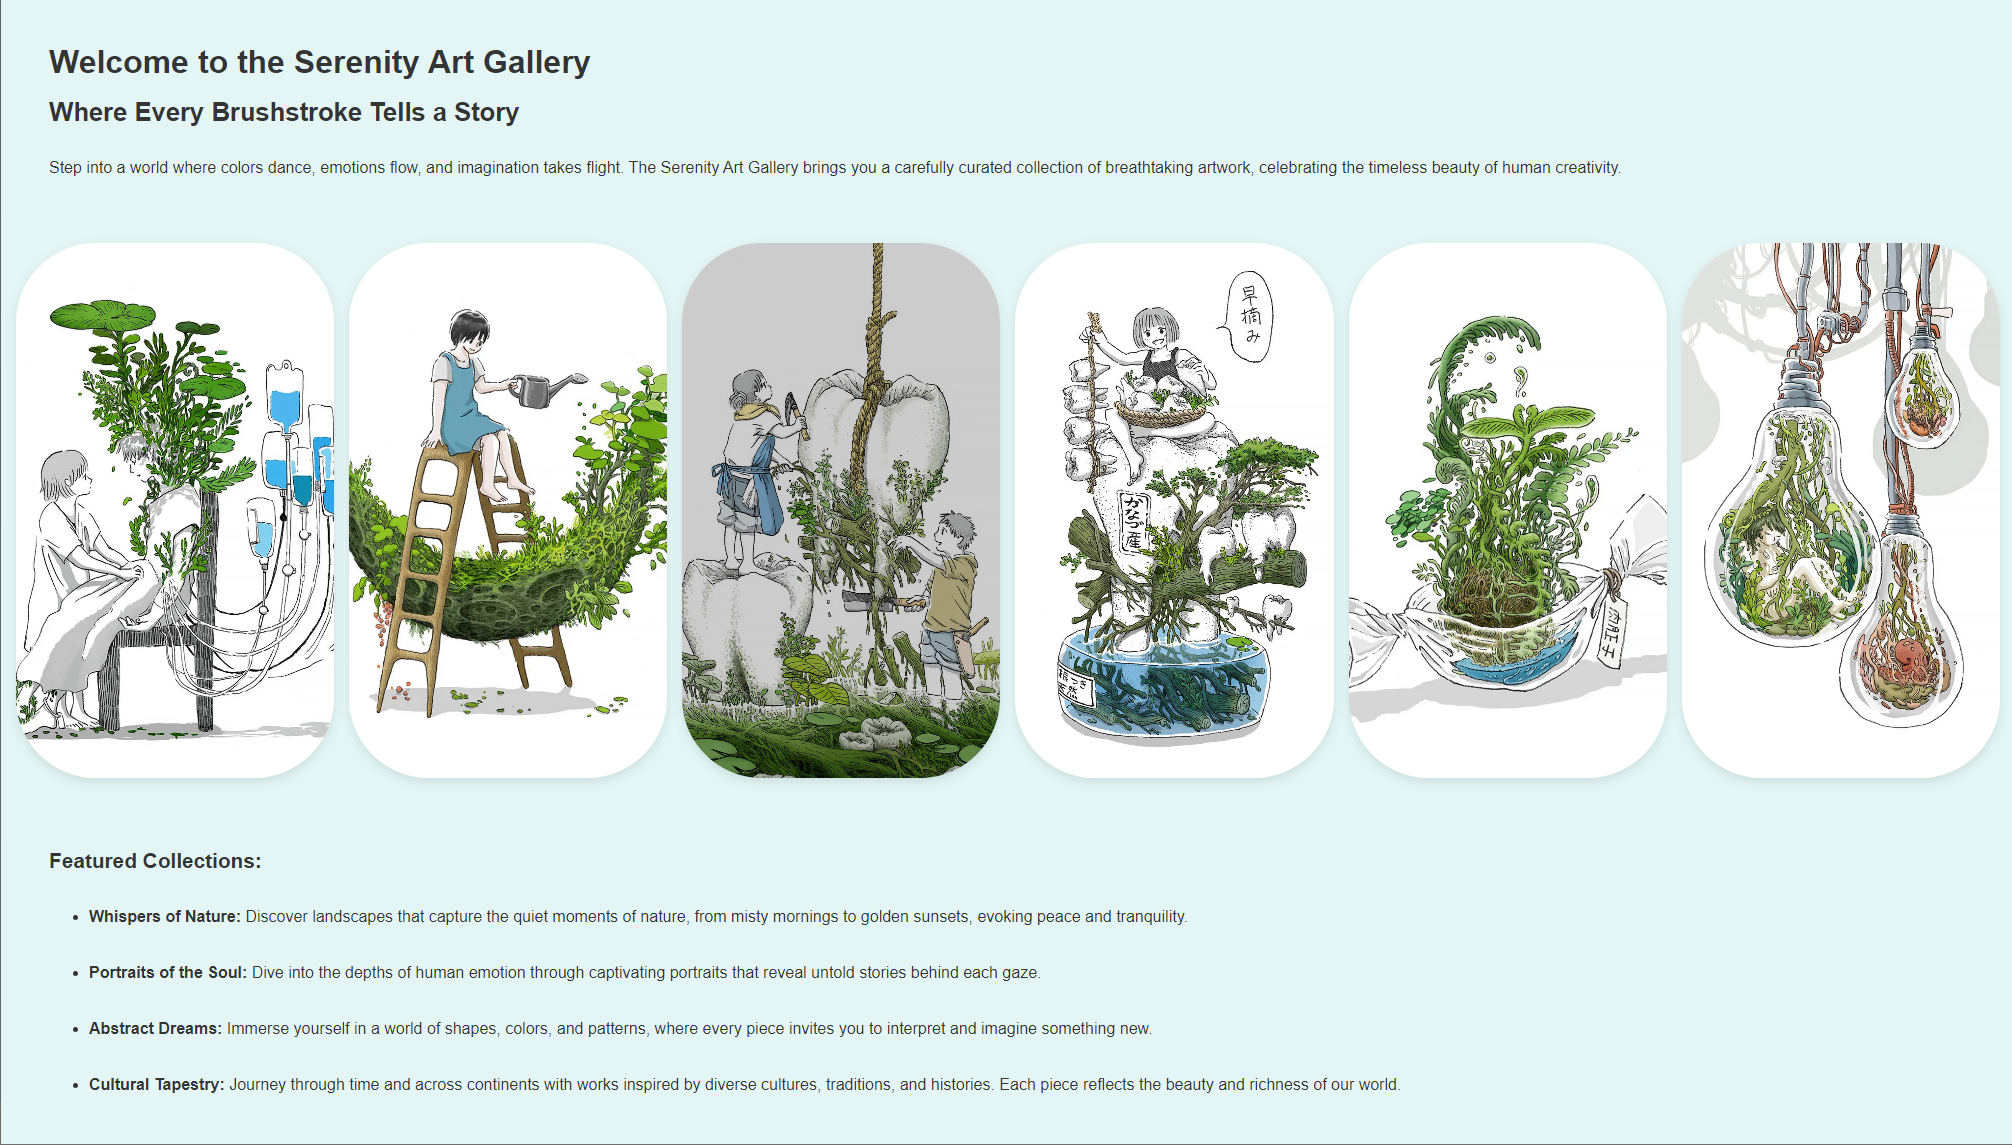 Welcome to the Serenity Art Gallery
Where Every Brushstroke Tells a Story
Step into a world where colors dance, emotions flow, and imagination takes flight. The Serenity Art Gallery brings you a carefully curated collection of breathtaking artwork, celebrating the timeless beauty of human creativity.
早摘み
かなづ産
根つき
天然
Featured Collections:
• Whispers of Nature: Discover landscapes that capture the quiet moments of nature, from misty mornings to golden sunsets, evoking peace and tranquility.
• Portraits of the Soul: Dive into the depths of human emotion through captivating portraits that reveal untold stories behind each gaze.
• Abstract Dreams: Immerse yourself in a world of shapes, colors, and patterns, where every piece invites you to interpret and imagine something new.
• Cultural Tapestry: Journey through time and across continents with works inspired by diverse cultures, traditions, and histories. Each piece reflects the beauty and richness of our world.